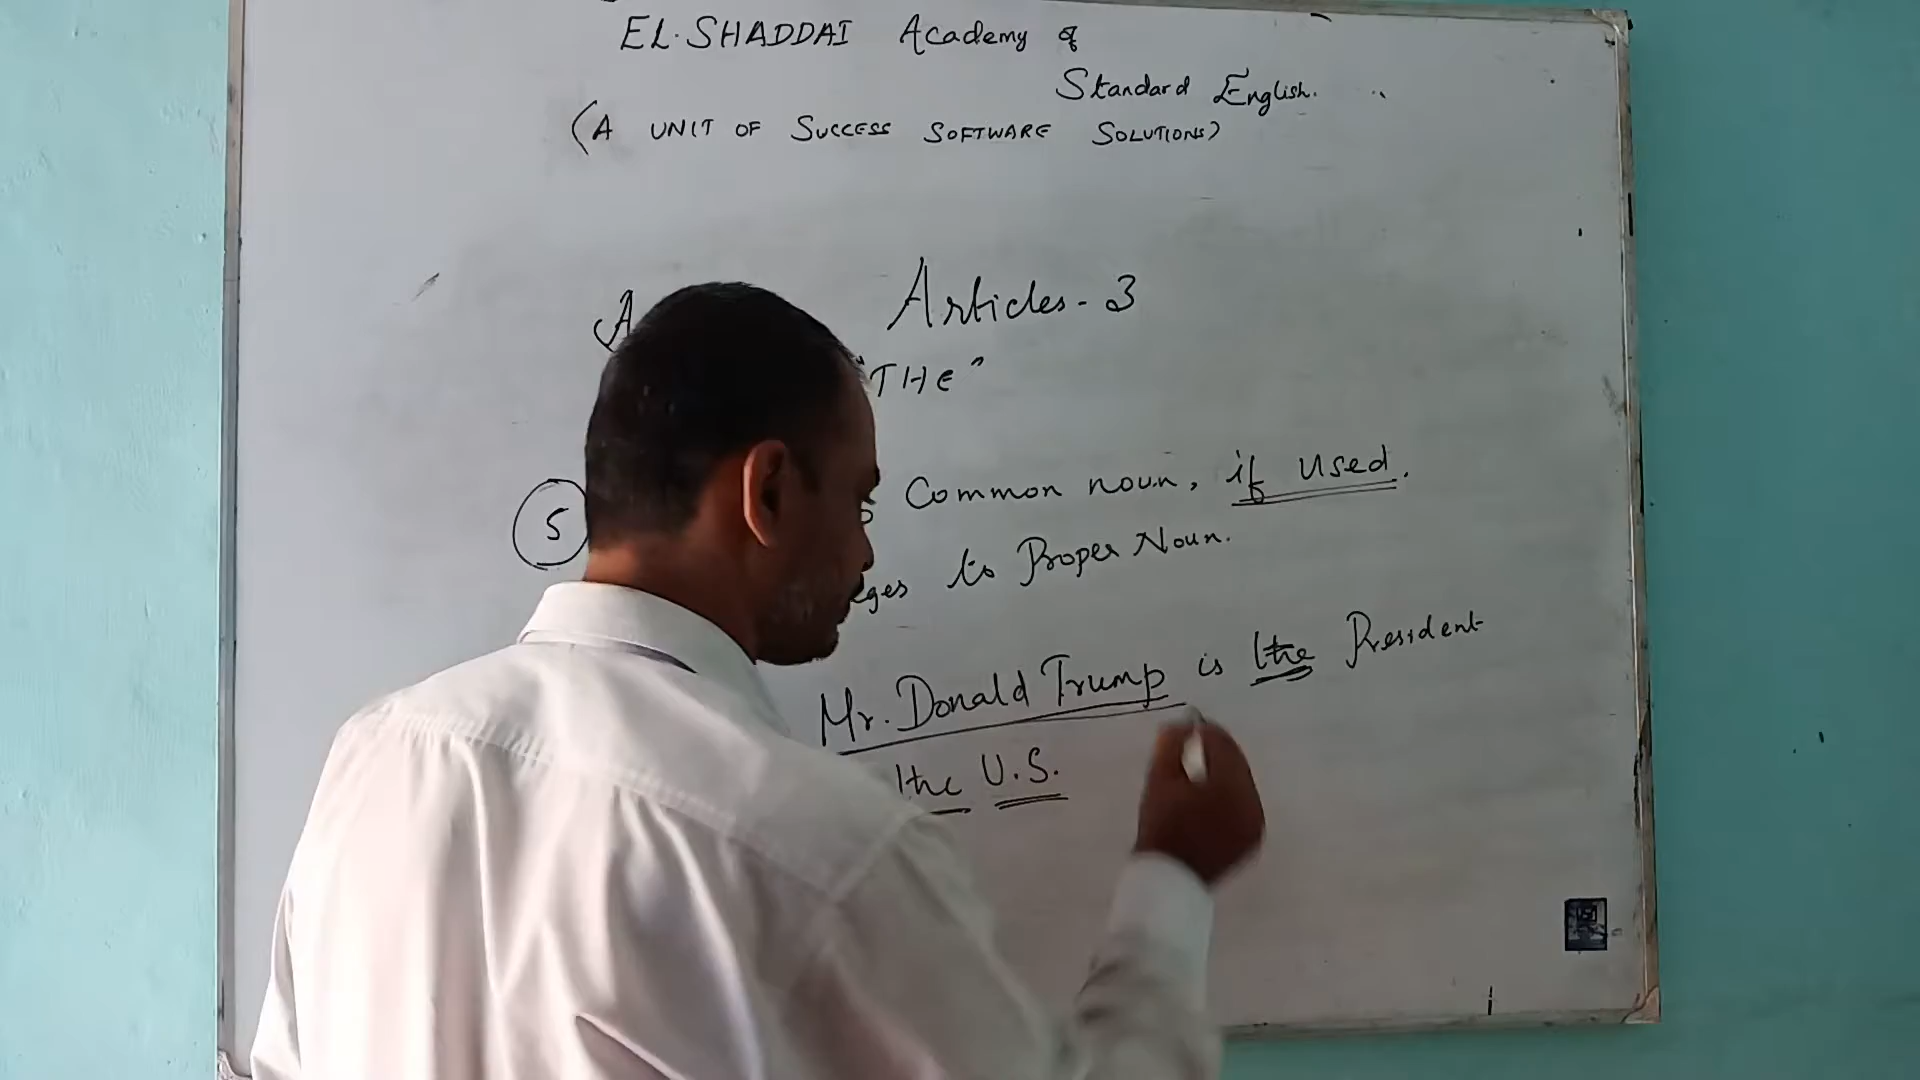 EL.SHADDAI Academy of
Standard English.
(A UNIT OF SUCCESS SOFTWARE SOLUTIONS)
Articles-3
"THE"
5 Common noun, if used.
to Proper Noun.
Mr. Donald Trump is the President
the U.S.